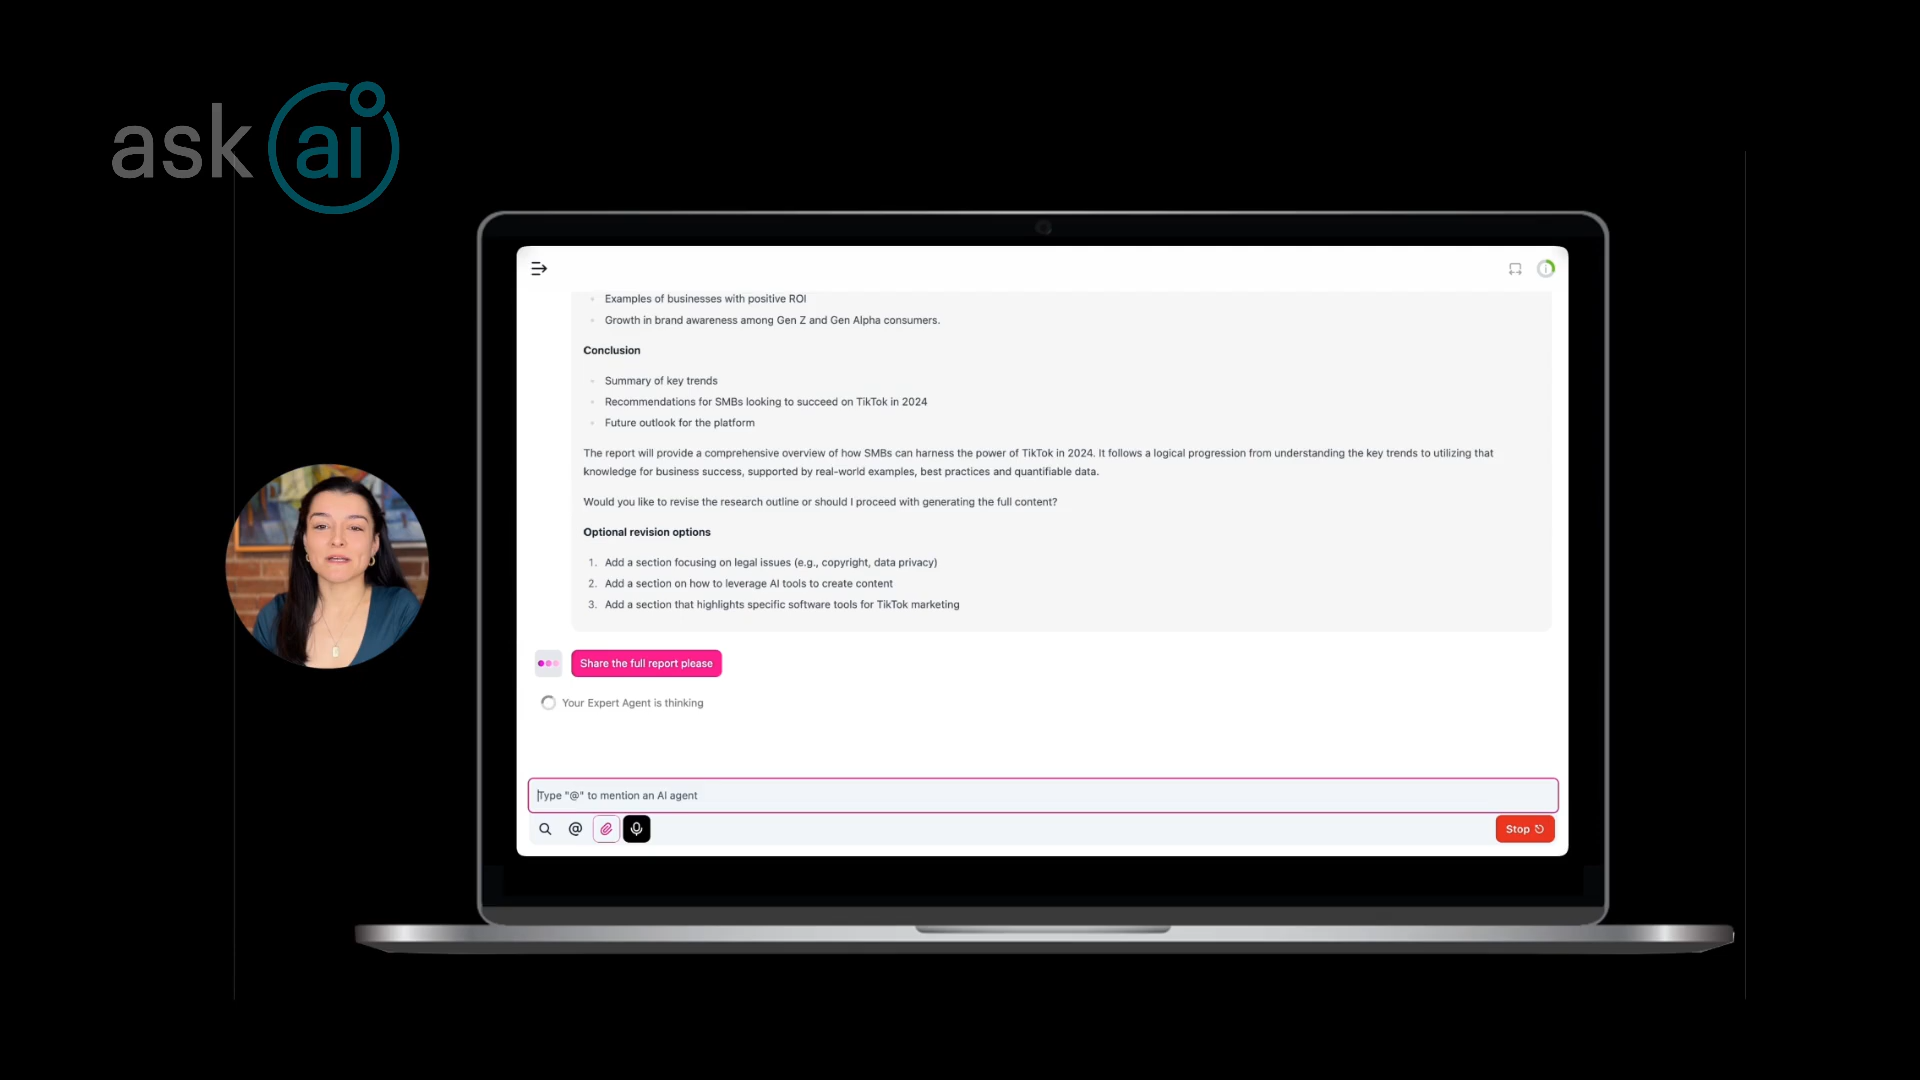 ask ai
Examples of businesses with positive ROI
Growth in brand awareness among Gen Z and Gen Alpha consumers.
Conclusion
Summary of key trends
Recommendations for SMBs looking to succeed on TikTok in 2024
Future outlook for the platform
The report will provide a comprehensive overview of how SMBs can harness the power of TikTok in 2024. It follows a logical progression from understanding the key trends to utilizing that
knowledge for business success, supported by real-world examples, best practices and quantifiable data.
Would you like to revise the research outline or should I proceed with generating the full content?
Optional revision options
1. Add a section focusing on legal issues (e.g., copyright, data privacy)
2. Add a section on how to leverage AI tools to create content
3. Add a section that highlights specific software tools for TikTok marketing
Share the full report please
Your Expert Agent is thinking
Type "@" to mention an AI agent
@
Stop